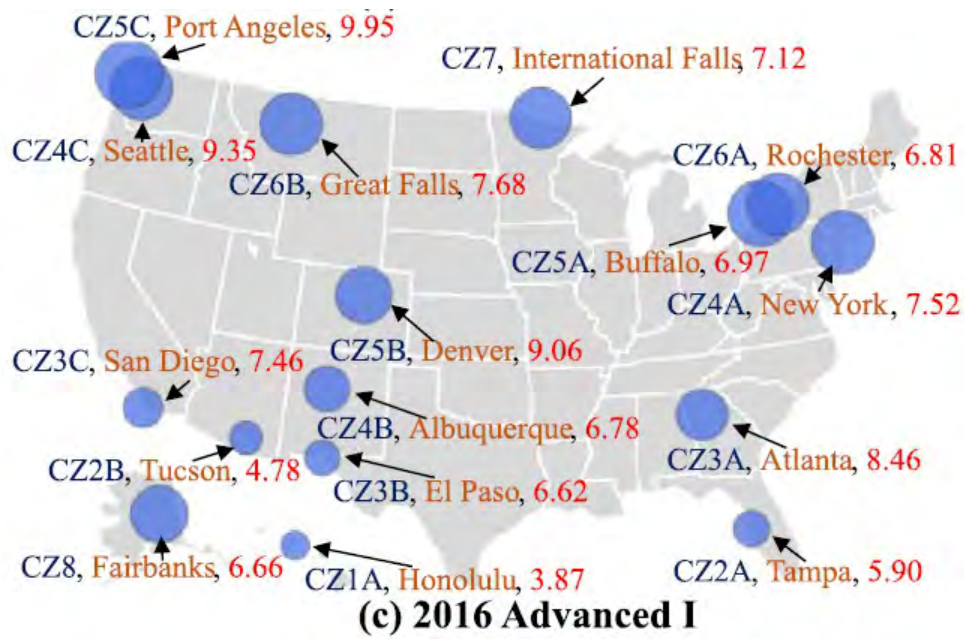 CZ5C, Port Angeles, 9.95
CZ7, International Falls, 7.12
CZ4C, Seattle, 9.35
CZ6A, Rochester, 6.81
CZ6B, Great Falls, 7.68
CZ5A, Buffalo, 6.97
CZ4A, New York, 7.52
CZ3C, San Diego, 7.46
CZ5B, Denver, 9.06
CZ4B, Albuquerque, 6.78
CZ3A, Atlanta, 8.46
CZ2B, Tucson, 4.78
CZ3B, El Paso, 6.62
CZ8, Fairbanks, 6.66
CZ1A, Honolulu, 3.87
CZ2A, Tampa, 5.90
(c) 2016 Advanced I